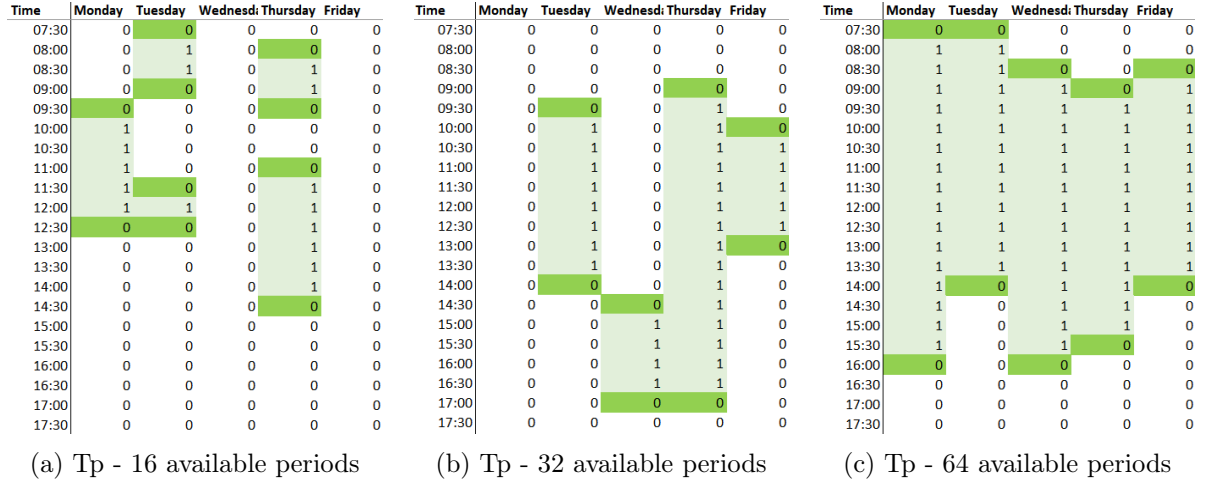 Time Monday Tuesday Wednesda Thursday Friday
07:30 0 0 0 0 0
08:00 0 1 0 0 0
08:30 0 1 0 1 0
09:00 0 0 0 1 0
09:30 0 0 0 0 0
10:00 1 0 0 0 0
10:30 1 0 0 0 0
11:00 1 0 0 0 0
11:30 1 0 0 1 0
12:00 1 1 0 1 0
12:30 0 0 0 1 0
13:00 0 0 0 1 0
13:30 0 0 0 1 0
14:00 0 0 0 1 0
14:30 0 0 0 0 0
15:00 0 0 0 0 0
15:30 0 0 0 0 0
16:00 0 0 0 0 0
16:30 0 0 0 0 0
17:00 0 0 0 0 0
17:30 0 0 0 0 0
(a) Tp - 16 available periods
Time Monday Tuesday Wednesda Thursday Friday
07:30 0 0 0 0 0
08:00 0 0 0 0 0
08:30 0 0 0 0 0
09:00 0 0 0 0 0
09:30 0 0 0 1 0
10:00 0 1 0 1 0
10:30 0 1 0 1 1
11:00 0 1 0 1 1
11:30 0 1 0 1 1
12:00 0 1 0 1 1
12:30 0 1 0 1 1
13:00 0 1 0 1 0
13:30 0 1 0 1 0
14:00 0 0 0 1 0
14:30 0 0 0 1 0
15:00 0 0 1 1 0
15:30 0 0 1 1 0
16:00 0 0 1 1 0
16:30 0 0 1 1 0
17:00 0 0 0 0 0
17:30 0 0 0 0 0
(b) Tp - 32 available periods
Time Monday Tuesday Wednesda Thursday Friday
07:30 0 0 0 0 0
08:00 1 1 0 0 0
08:30 1 1 0 0 0
09:00 1 1 1 0 1
09:30 1 1 1 1 1
10:00 1 1 1 1 1
10:30 1 1 1 1 1
11:00 1 1 1 1 1
11:30 1 1 1 1 1
12:00 1 1 1 1 1
12:30 1 1 1 1 1
13:00 1 1 1 1 1
13:30 1 1 1 1 1
14:00 1 0 1 1 0
14:30 1 0 1 1 0
15:00 1 0 1 1 0
15:30 1 0 1 0 0
16:00 0 0 0 0 0
16:30 0 0 0 0 0
17:00 0 0 0 0 0
17:30 0 0 0 0 0
(c) Tp - 64 available periods